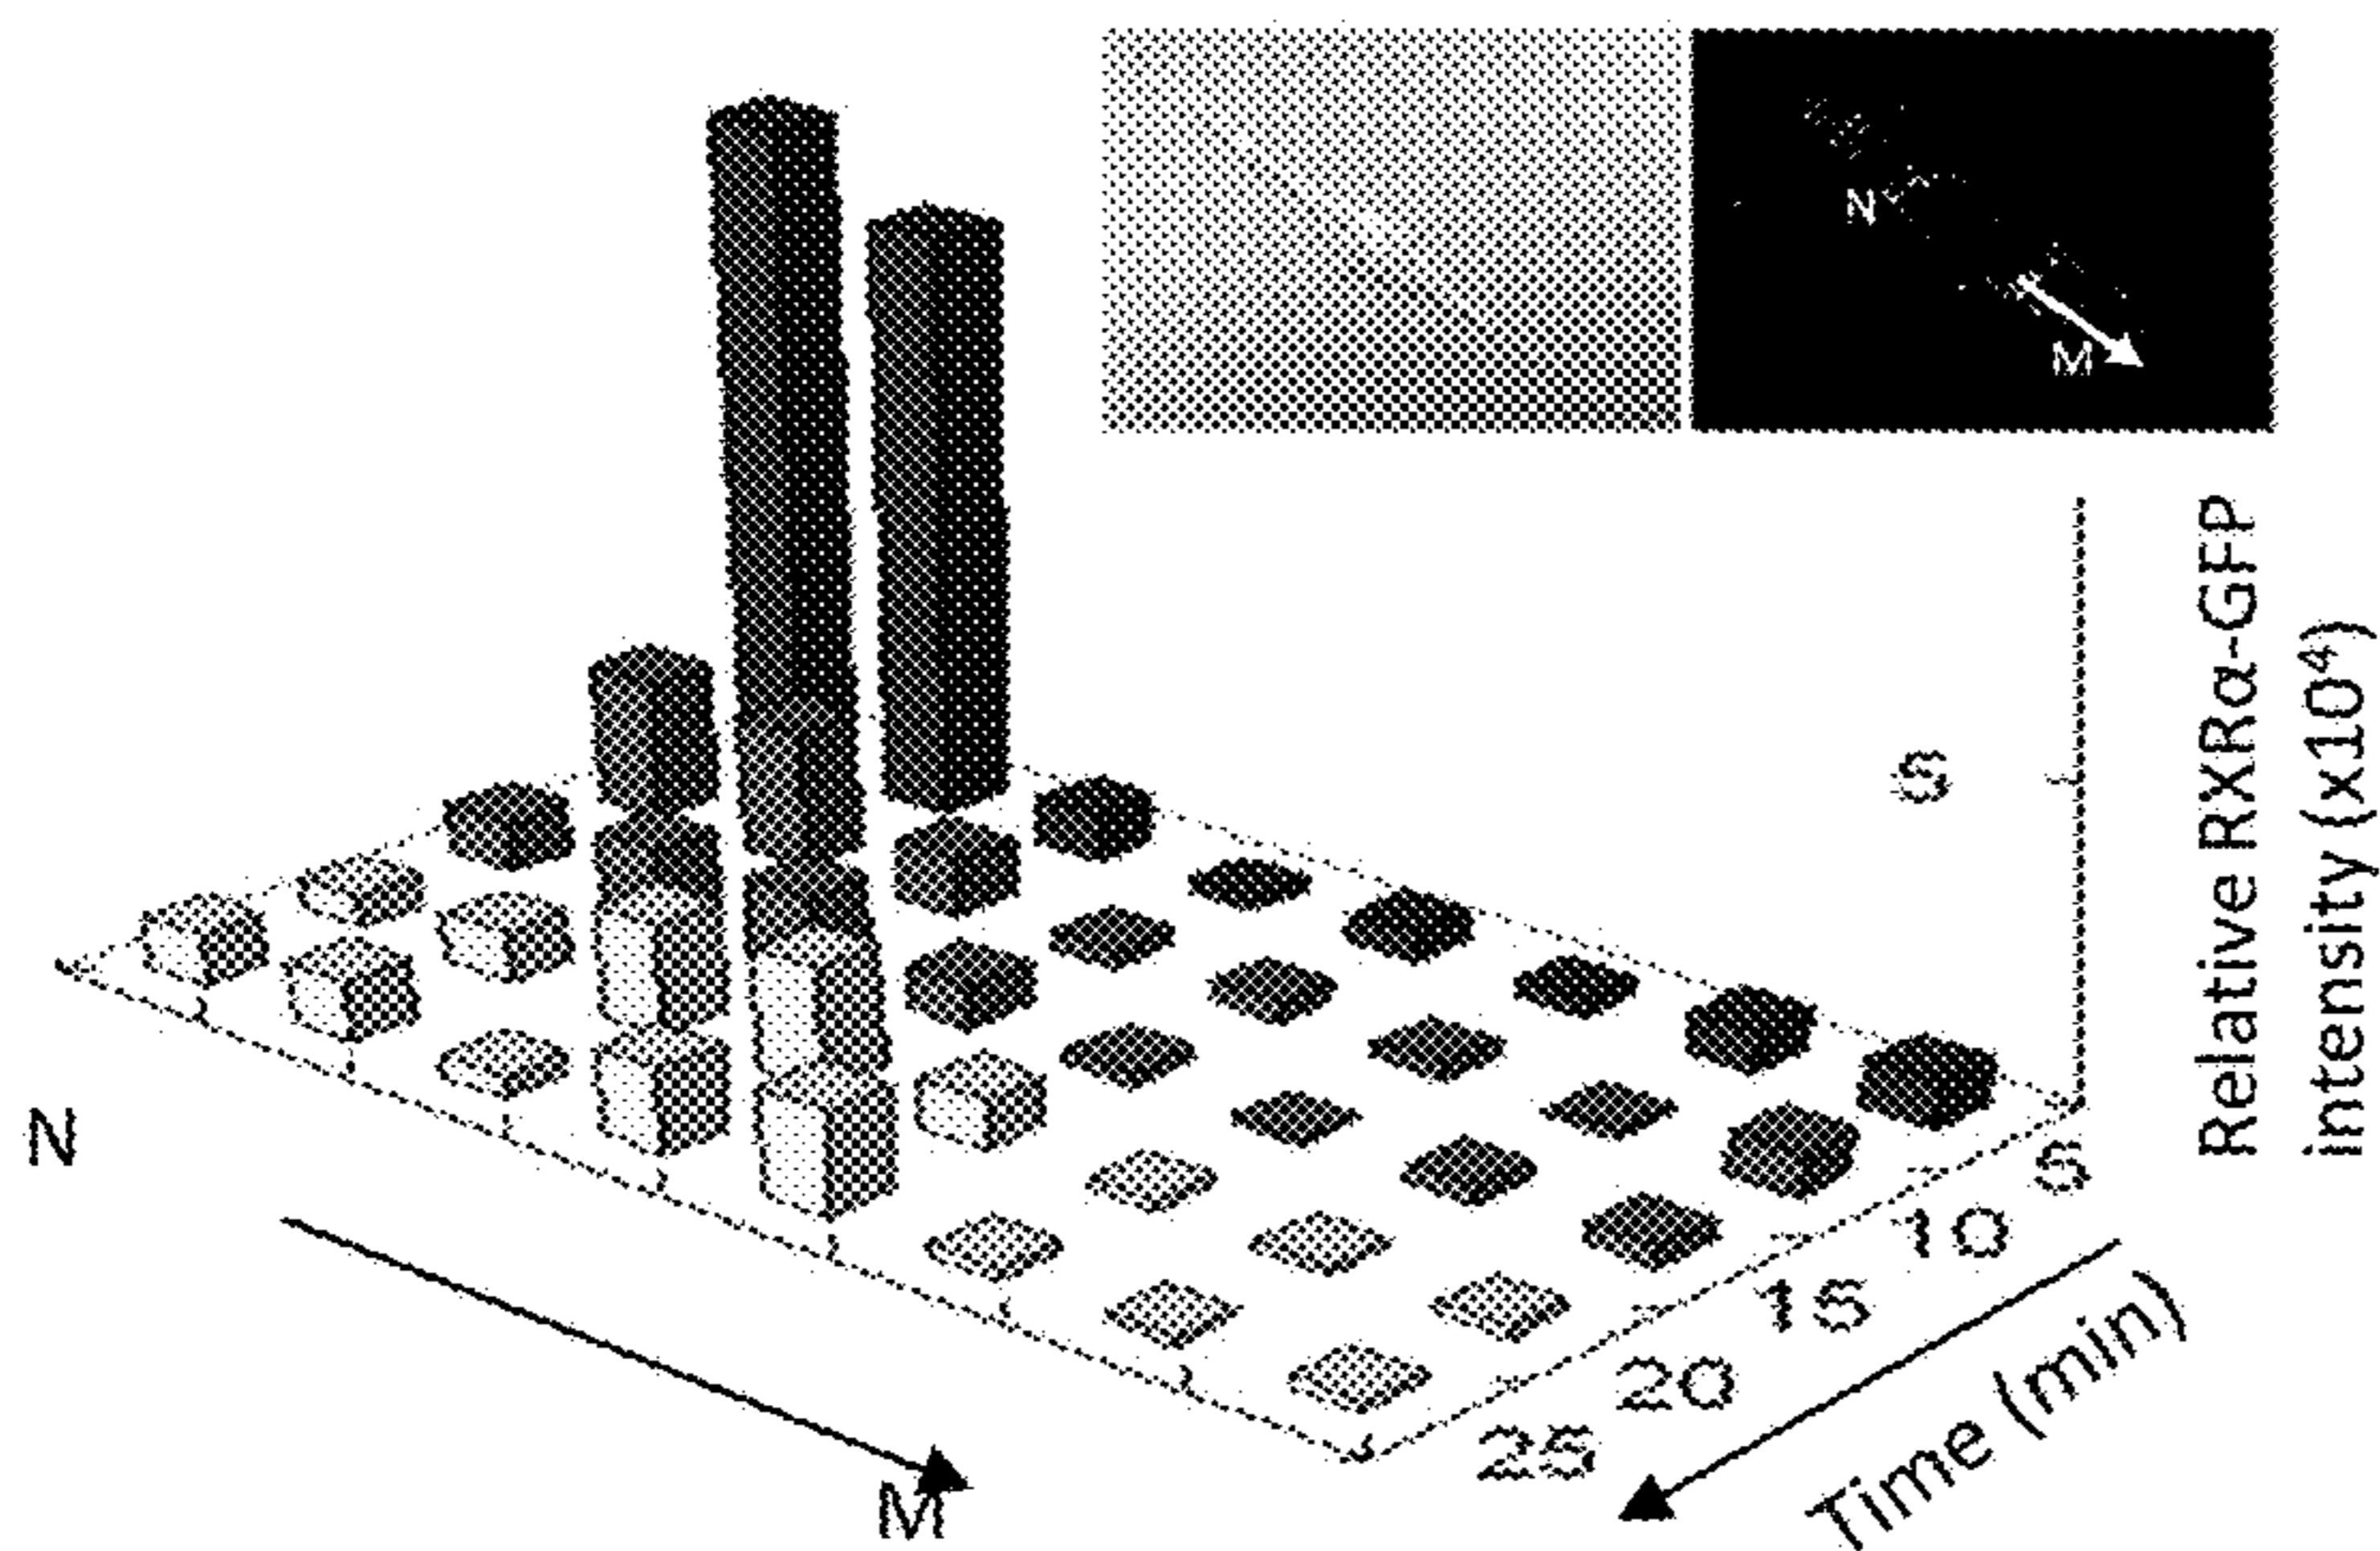 N
M
5
Relative RXRα-GFP
intensity (x10⁴)
N
5
10
15
20
25
Time (min)
M